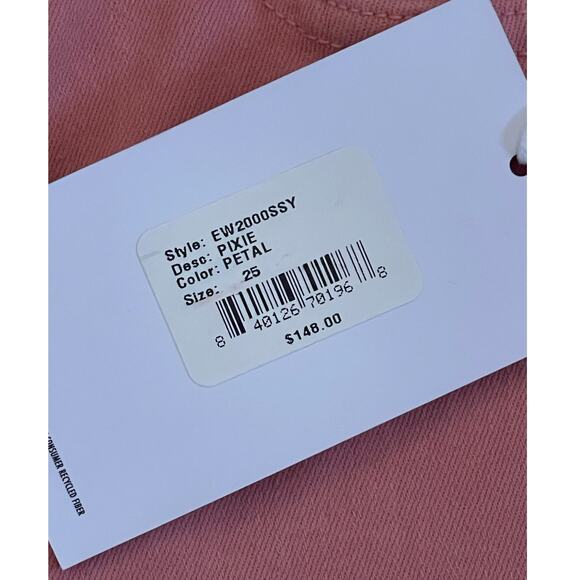 Style: EW2000SSY
Desc: PIXIE
Color: PETAL
Size: 25
8 40126 70196 8
$148.00
CONSUMER RECYCLED FIBER